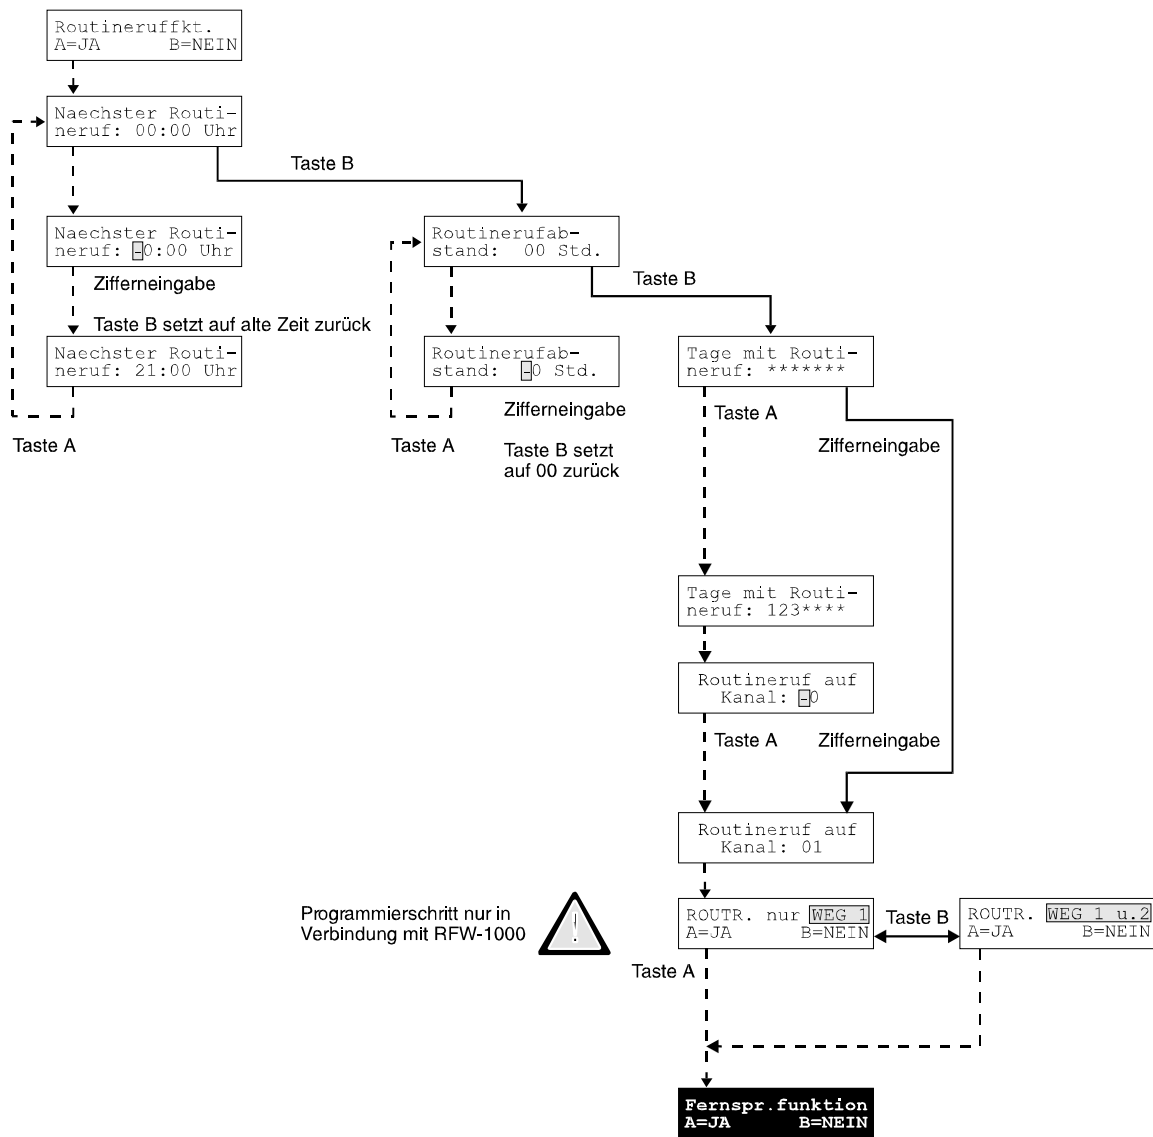 Routineruffkt.
A=JA B=NEIN
Naechster Routi-
neruf: 00:00 Uhr
Taste B
Naechster Routi-
neruf: -0:00 Uhr
Zifferneingabe
Taste B setzt auf alte Zeit zurück
Naechster Routi-
neruf: 21:00 Uhr
Taste A
Routinerufab-
stand: 00 Std.
Taste B
Routinerufab-
stand: -0 Std.
Zifferneingabe
Taste A
Taste B setzt
auf 00 zurück
Tage mit Routi-
neruf: *******
Taste A
Zifferneingabe
Tage mit Routi-
neruf: 123****
Routineruf auf
Kanal: -0
Taste A
Zifferneingabe
Routineruf auf
Kanal: 01
Programmierschritt nur in
Verbindung mit RFW-1000
!
ROUTR. nur WEG 1
A=JA B=NEIN
Taste B
ROUTR. WEG 1 u.2
A=JA B=NEIN
Taste A
Fernspr.funktion
A=JA B=NEIN